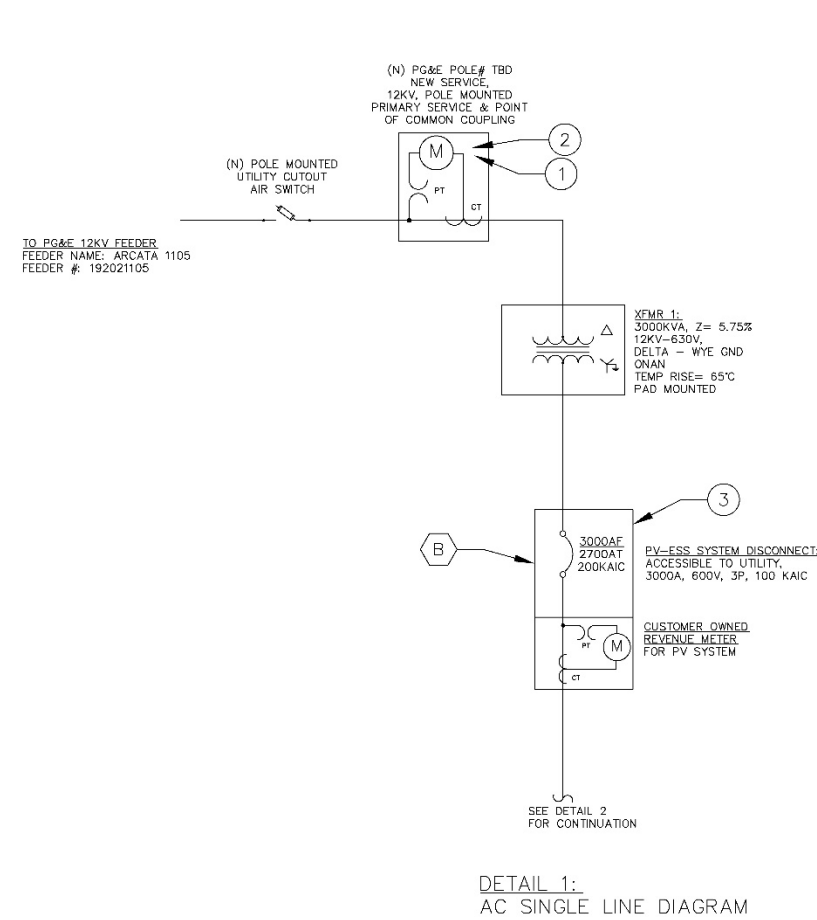 (N) PG&E POLE# TBD
NEW SERVICE,
12KV, POLE MOUNTED
PRIMARY SERVICE & POINT
OF COMMON COUPLING
2
M
1
PT
CT
(N) POLE MOUNTED
UTILITY CUTOUT
AIR SWITCH
TO PG&E 12KV FEEDER
FEEDER NAME: ARCATA 1105
FEEDER #: 192021105
XFMR 1:
3000KVA, Z= 5.75%
12KV-630V,
DELTA - WYE GND
ONAN
TEMP RISE= 65°C
PAD MOUNTED
3
B
3000AF
2700AT
200KAIC
PV-ESS SYSTEM DISCONNECT:
ACCESSIBLE TO UTILITY,
3000A, 600V, 3P, 100 KAIC
CUSTOMER OWNED
REVENUE METER
FOR PV SYSTEM
PT
M
CT
SEE DETAIL 2
FOR CONTINUATION
DETAIL 1:
AC SINGLE LINE DIAGRAM